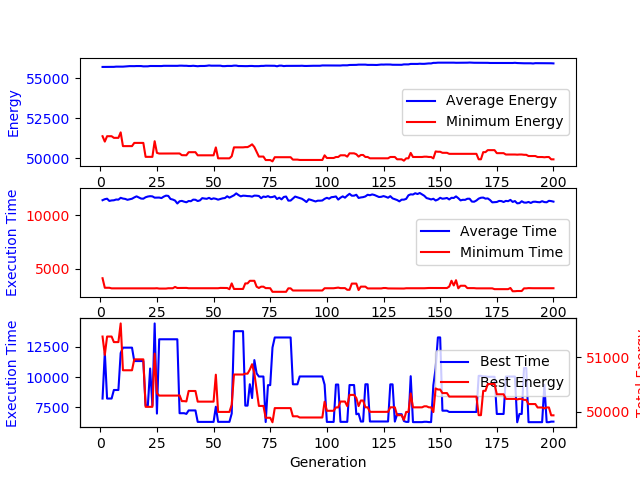 Energy
55000
52500
50000
Average Energy
Minimum Energy
0 25 50 75 100 125 150 175 200
Execution Time
10000
5000
Average Time
Minimum Time
0 25 50 75 100 125 150 175 200
Execution Time
12500
10000
7500
Best Time
Best Energy
51000
50000
Total Energy
0 25 50 75 100 125 150 175 200
Generation